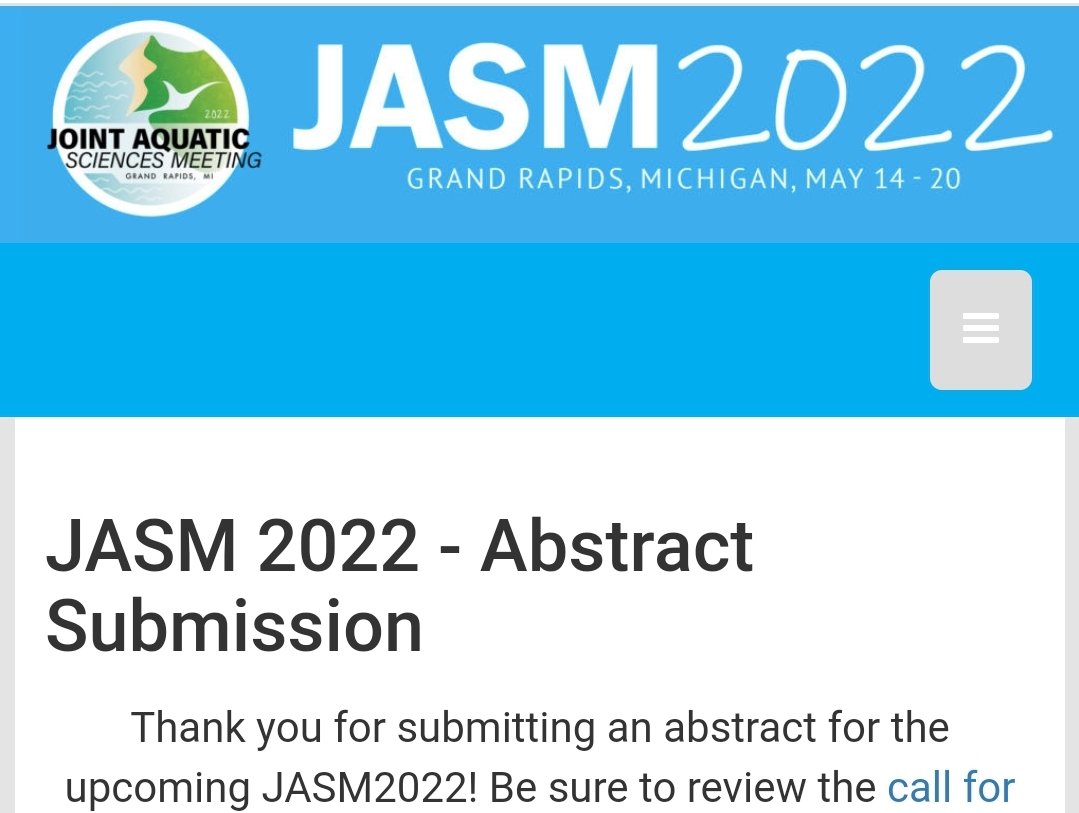 2022
JOINT AQUATIC
SCIENCES MEETING
GRAND RAPIDS, MI
JASM2022
GRAND RAPIDS, MICHIGAN, MAY 14 - 20
JASM 2022 - Abstract
Submission
Thank you for submitting an abstract for the
upcoming JASM2022! Be sure to review the call for